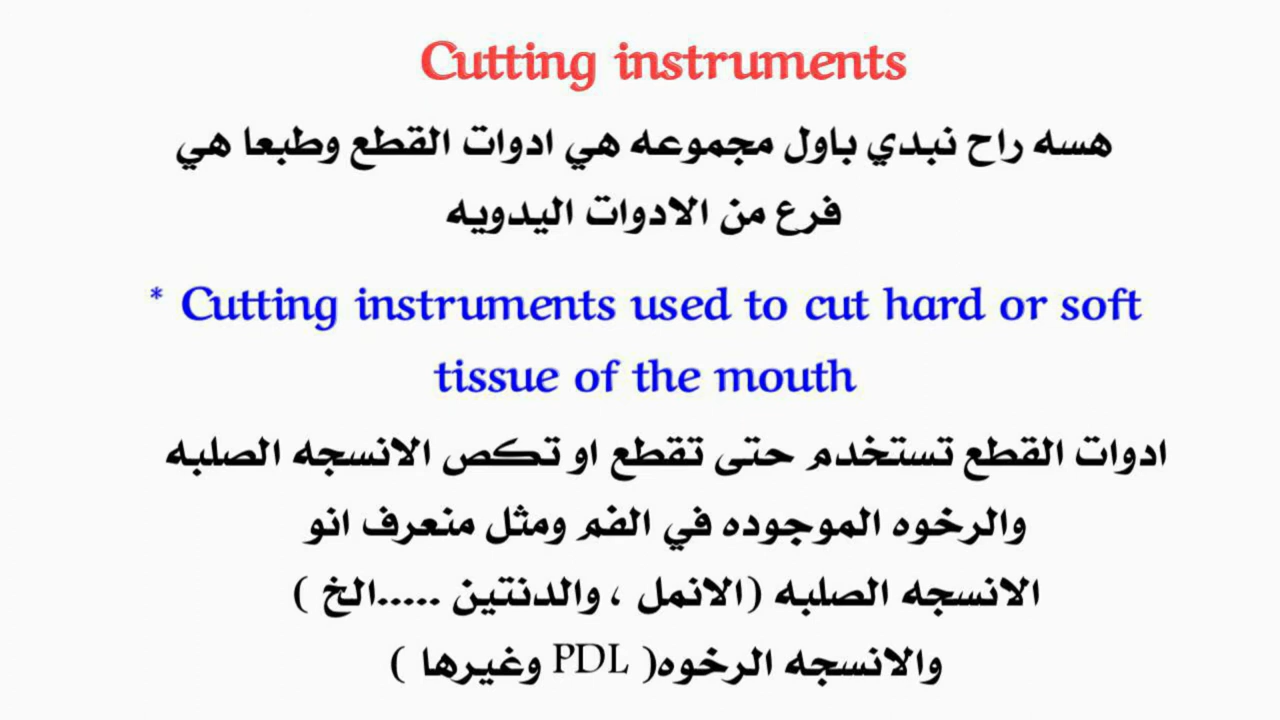 Cutting instruments
هسه راح نبدي باول مجموعه هي ادوات القطع وطبعا هي
فرع من الادوات اليدويه
* Cutting instruments used to cut hard or soft
tissue of the mouth
ادوات القطع تستخدم حتى تقطع او تكص الانسجه الصلبه
والرخوه الموجوده في الفم ومثل منعرف انو
الانسجه الصلبه (الانمل ، والدنتين .....الخ )
والانسجه الرخوه( PDL وغيرها )